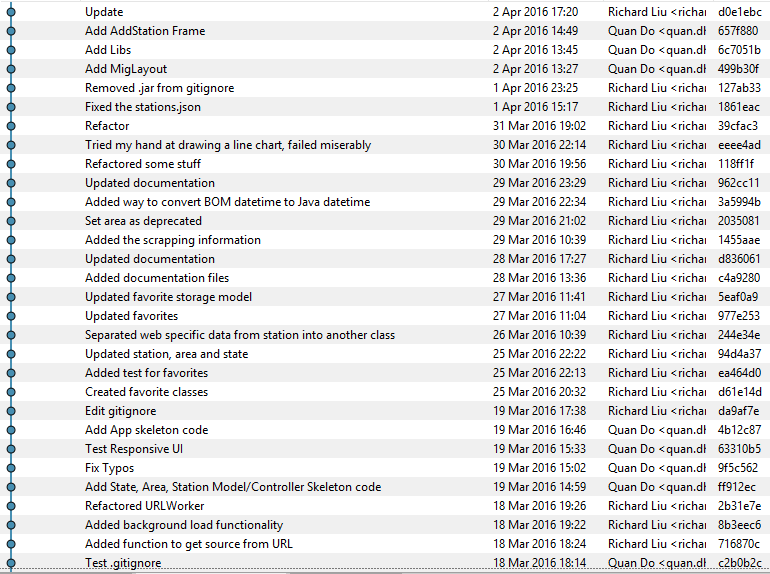 Update 2 Apr 2016 17:20 Richard Liu <richar d0e1ebc
Add AddStation Frame 2 Apr 2016 14:49 Quan Do <quan.dh 657f880
Add Libs 2 Apr 2016 13:45 Quan Do <quan.dh 6c7051b
Add MigLayout 2 Apr 2016 13:27 Quan Do <quan.dh 499b30f
Removed .jar from gitignore 1 Apr 2016 23:25 Richard Liu <richar 127ab33
Fixed the stations.json 1 Apr 2016 15:17 Richard Liu <richar 1861eac
Refactor 31 Mar 2016 19:02 Richard Liu <richar 39cfac3
Tried my hand at drawing a line chart, failed miserably 30 Mar 2016 22:14 Richard Liu <richar eeee4ad
Refactored some stuff 30 Mar 2016 19:56 Richard Liu <richar 118ff1f
Updated documentation 29 Mar 2016 23:29 Richard Liu <richar 962cc11
Added way to convert BOM datetime to Java datetime 29 Mar 2016 22:34 Richard Liu <richar 3a5994b
Set area as deprecated 29 Mar 2016 21:02 Richard Liu <richar 2035081
Added the scrapping information 29 Mar 2016 10:39 Richard Liu <richar 1455aae
Updated documentation 28 Mar 2016 17:27 Richard Liu <richar d836061
Added documentation files 28 Mar 2016 13:36 Richard Liu <richar c4a9280
Updated favorite storage model 27 Mar 2016 11:41 Richard Liu <richar 5eaf0a9
Updated favorites 27 Mar 2016 11:04 Richard Liu <richar 977e253
Separated web specific data from station into another class 26 Mar 2016 10:39 Richard Liu <richar 244e34e
Updated station, area and state 25 Mar 2016 22:22 Richard Liu <richar 94d4a37
Added test for favorites 25 Mar 2016 22:13 Richard Liu <richar ea464d0
Created favorite classes 25 Mar 2016 20:32 Richard Liu <richar d61e14d
Edit gitignore 19 Mar 2016 17:38 Richard Liu <richar da9af7e
Add App skeleton code 19 Mar 2016 16:46 Quan Do <quan.dh 4b12c87
Test Responsive UI 19 Mar 2016 15:33 Quan Do <quan.dh 63310b5
Fix Typos 19 Mar 2016 15:02 Quan Do <quan.dh 9f5c562
Add State, Area, Station Model/Controller Skeleton code 19 Mar 2016 14:59 Quan Do <quan.dh ff912ec
Refactored URLWorker 18 Mar 2016 19:26 Richard Liu <richar 2b31e7e
Added background load functionality 18 Mar 2016 19:22 Richard Liu <richar 8b3eec6
Added function to get source from URL 18 Mar 2016 18:24 Richard Liu <richar 716870c
Test .gitignore 18 Mar 2016 18:14 Quan Do <quan.dh c2b0b2c